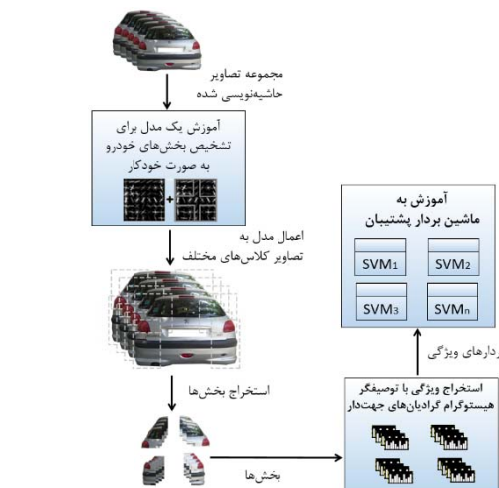 مجموعه تصاویر
حاشیه‌نویسی شده
آموزش یک مدل برای
تشخیص بخش‌های خودرو
به صورت خودکار
+
اعمال مدل به
تصاویر کلاس‌های مختلف
استخراج بخش‌ها
بخش‌ها
استخراج ویژگی با توصیفگر
هیستوگرام گرادیان‌های جهت‌دار
ردارهای ویژگی
آموزش به
ماشین بردار پشتیبان
SVM₁
SVM₂
SVM₃
SVMₙ